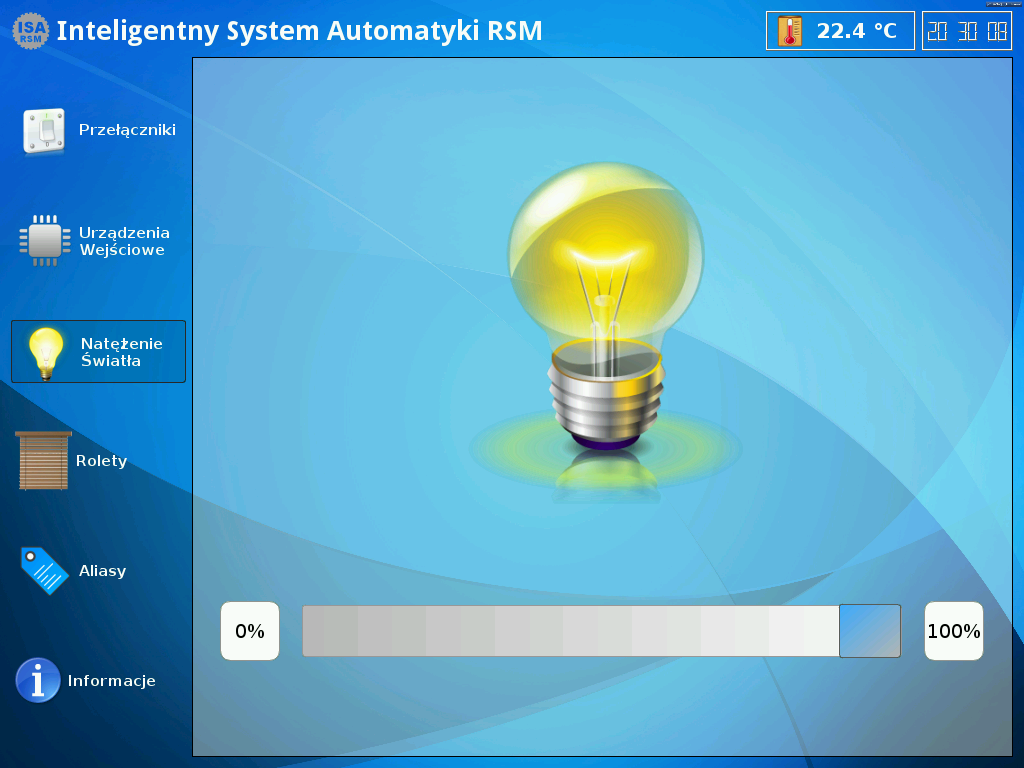 ISA
RSM
Inteligentny System Automatyki RSM
22.4 °C
20 30 08
Przełączniki
Urządzenia
Wejściowe
Natężenie
Światła
Rolety
Aliasy
Informacje
0%
100%